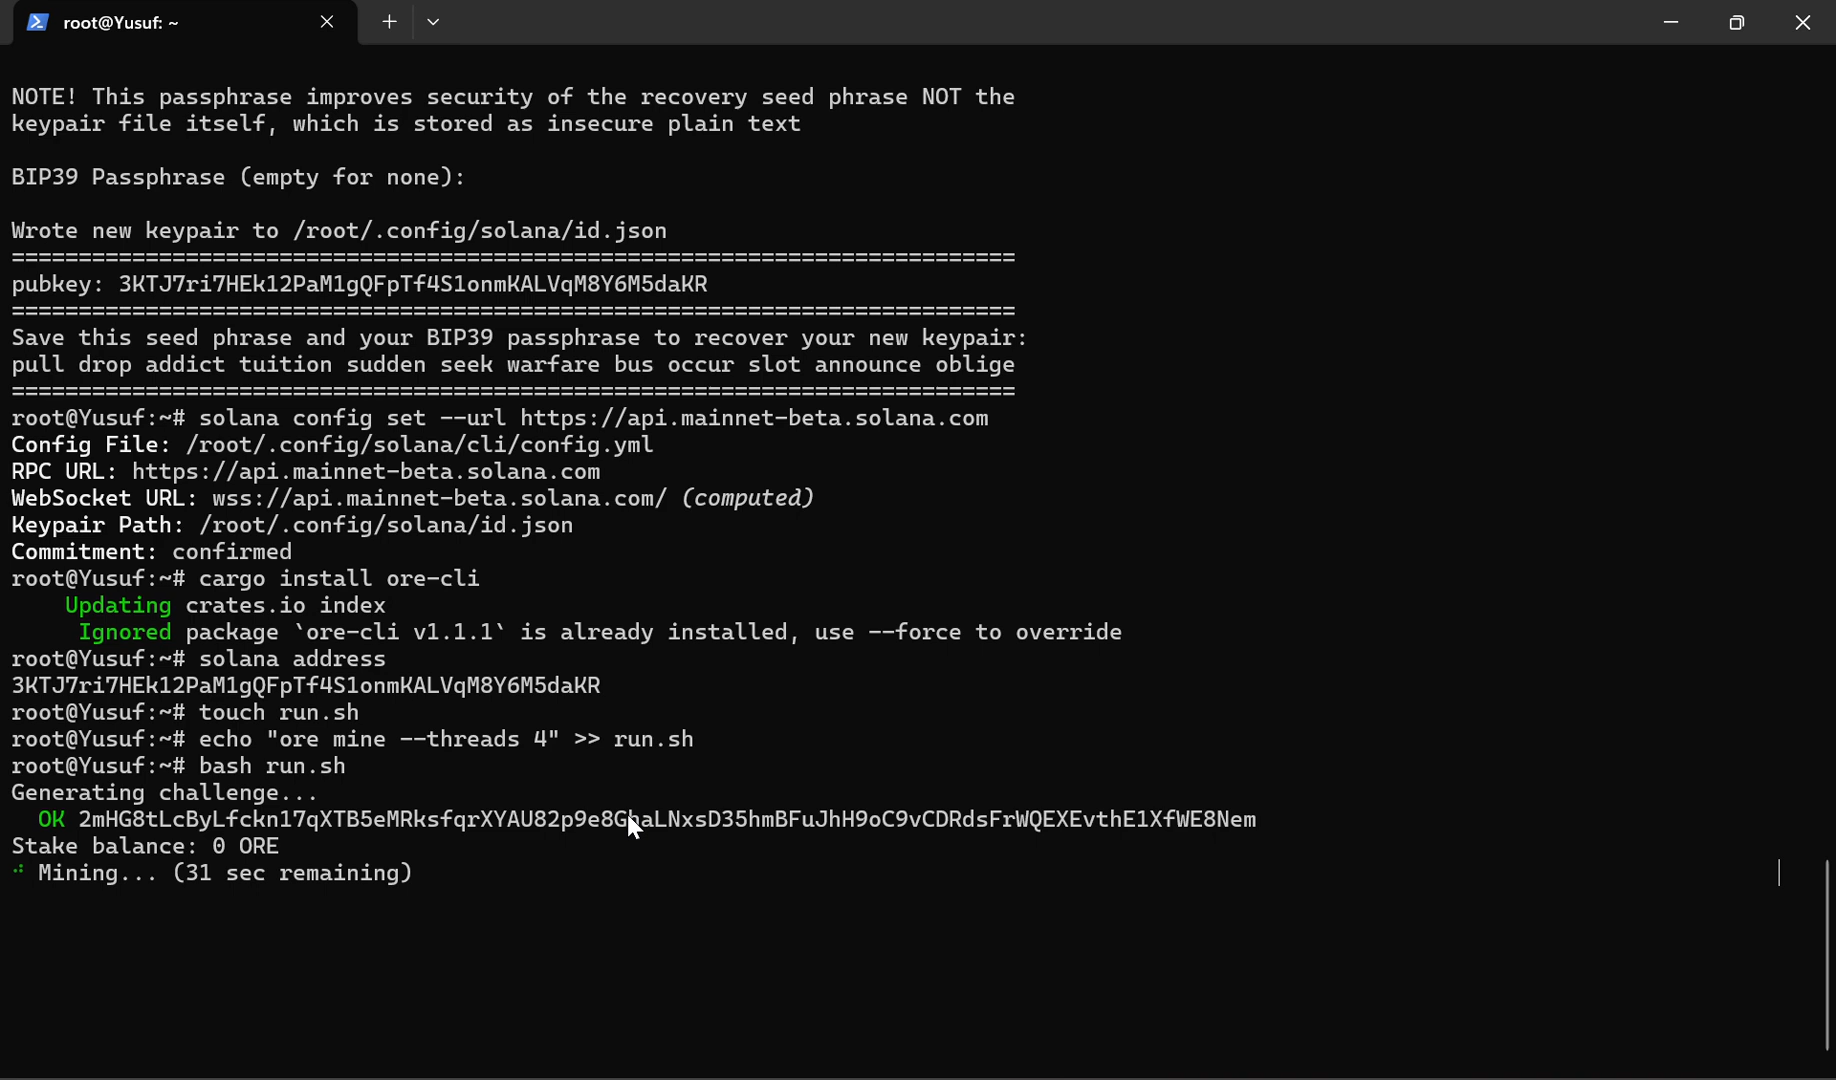 root@Yusuf: ~
NOTE! This passphrase improves security of the recovery seed phrase NOT the
keypair file itself, which is stored as insecure plain text
BIP39 Passphrase (empty for none):
Wrote new keypair to /root/.config/solana/id.json
===========================================================================
pubkey: 3KTJ7ri7HEk12PaM1gQFpTf4S1onmKALVqM8Y6M5daKR
===========================================================================
Save this seed phrase and your BIP39 passphrase to recover your new keypair:
pull drop addict tuition sudden seek warfare bus occur slot announce oblige
===========================================================================
root@Yusuf:~# solana config set --url https://api.mainnet-beta.solana.com
Config File: /root/.config/solana/cli/config.yml
RPC URL: https://api.mainnet-beta.solana.com
WebSocket URL: wss://api.mainnet-beta.solana.com/ (computed)
Keypair Path: /root/.config/solana/id.json
Commitment: confirmed
root@Yusuf:~# cargo install ore-cli
Updating crates.io index
Ignored package `ore-cli v1.1.1` is already installed, use --force to override
root@Yusuf:~# solana address
3KTJ7ri7HEk12PaM1gQFpTf4S1onmKALVqM8Y6M5daKR
root@Yusuf:~# touch run.sh
root@Yusuf:~# echo "ore mine --threads 4" >> run.sh
root@Yusuf:~# bash run.sh
Generating challenge...
OK 2mHG8tLcByLfckn17qXTB5eMRksfqrXYAU82p9e8GhaLNxsD35hmBFuJhH9oC9vCDRdsFrWQEXEvthE1XfWE8Nem
Stake balance: 0 ORE
Mining... (31 sec remaining)